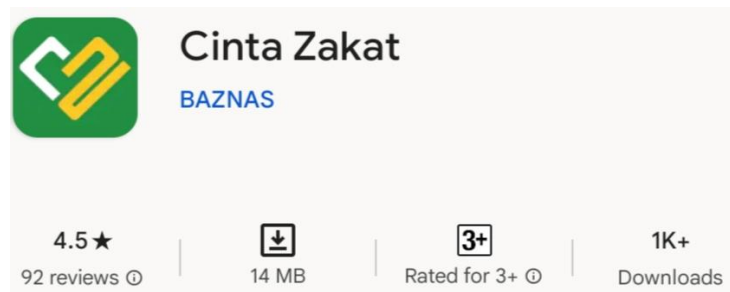 Cinta Zakat
BAZNAS
4.5★
92 reviews
14 MB
3+
Rated for 3+
1K+
Downloads